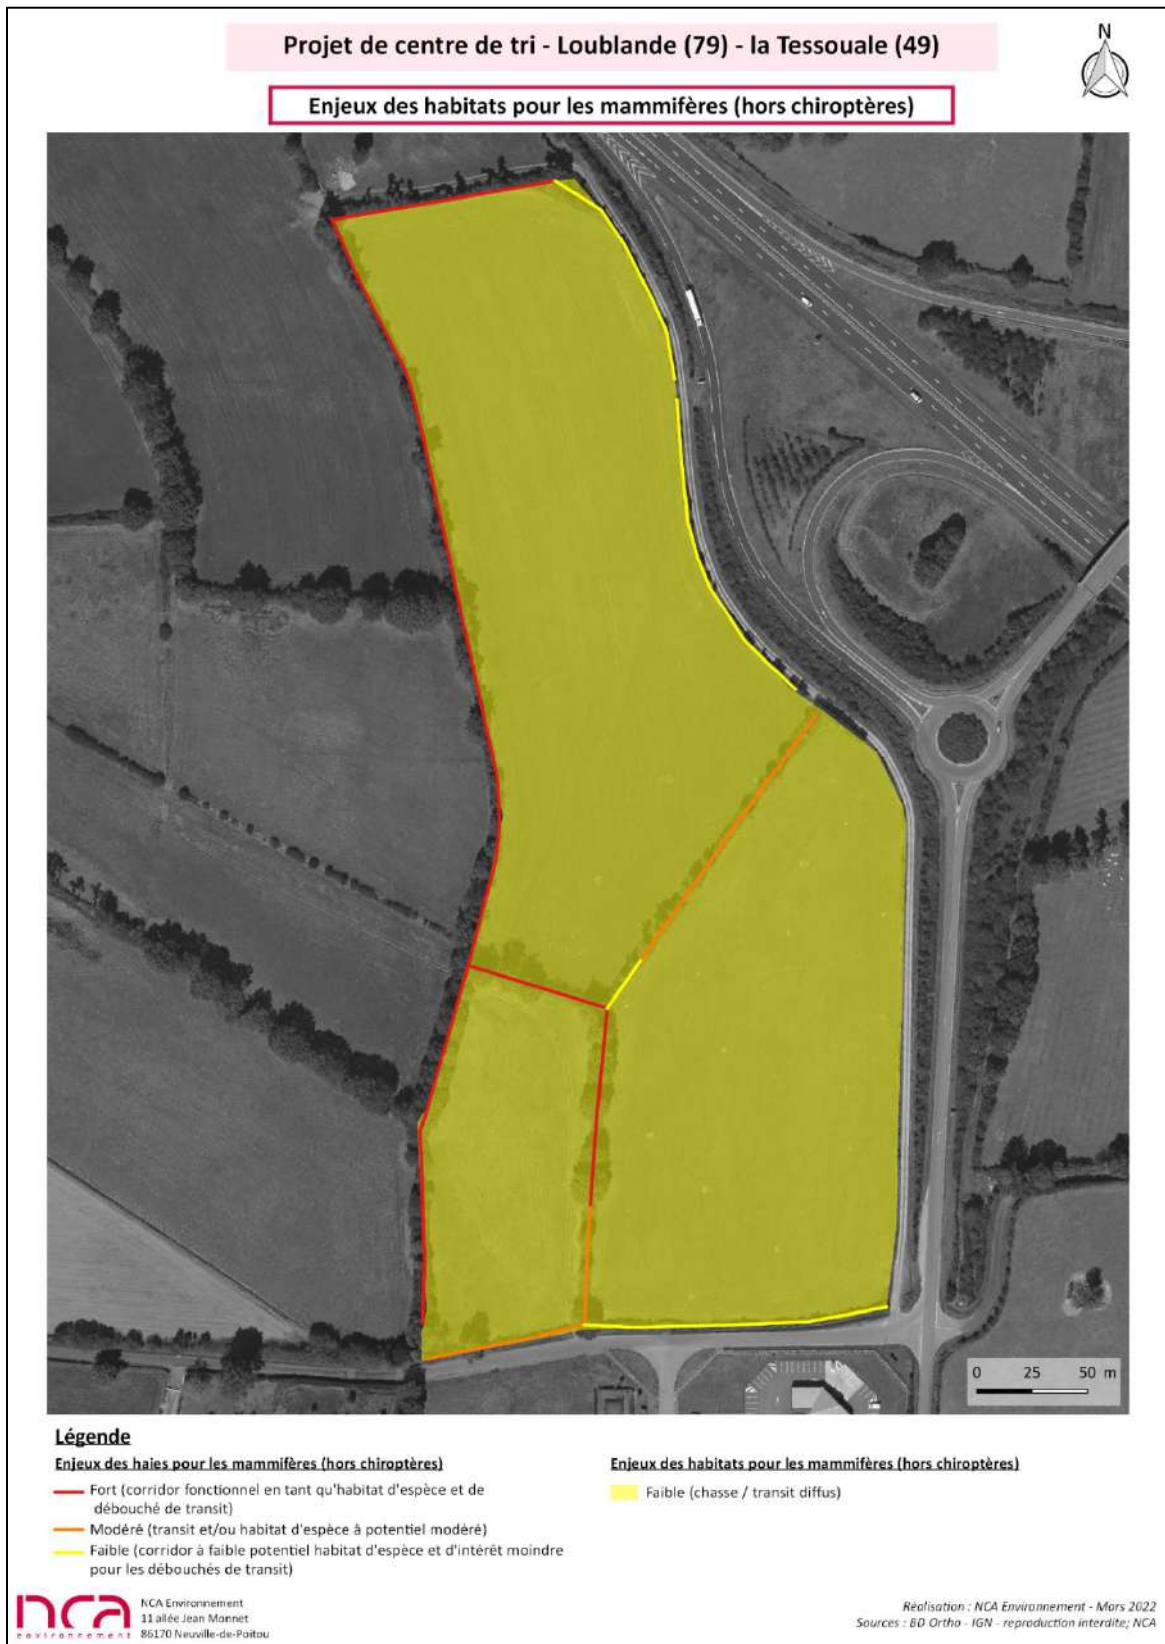 Projet de centre de tri - Loublande (79) - la Tessouale (49)
N
Enjeux des habitats pour les mammifères (hors chiroptères)
0 25 50 m
Légende
Enjeux des haies pour les mammifères (hors chiroptères)
Fort (corridor fonctionnel en tant qu'habitat d'espèce et de
débouché de transit)
Modéré (transit et/ou habitat d'espèce à potentiel modéré)
Faible (corridor à faible potentiel habitat d'espèce et d'intérêt moindre
pour les débouchés de transit)
Enjeux des habitats pour les mammifères (hors chiroptères)
Faible (chasse / transit diffus)
nca
environnement
NCA Environnement
11 allée Jean Monnet
86170 Neuville-de-Poitou
Réalisation : NCA Environnement - Mars 2022
Sources : BD Ortho - IGN - reproduction interdite; NCA